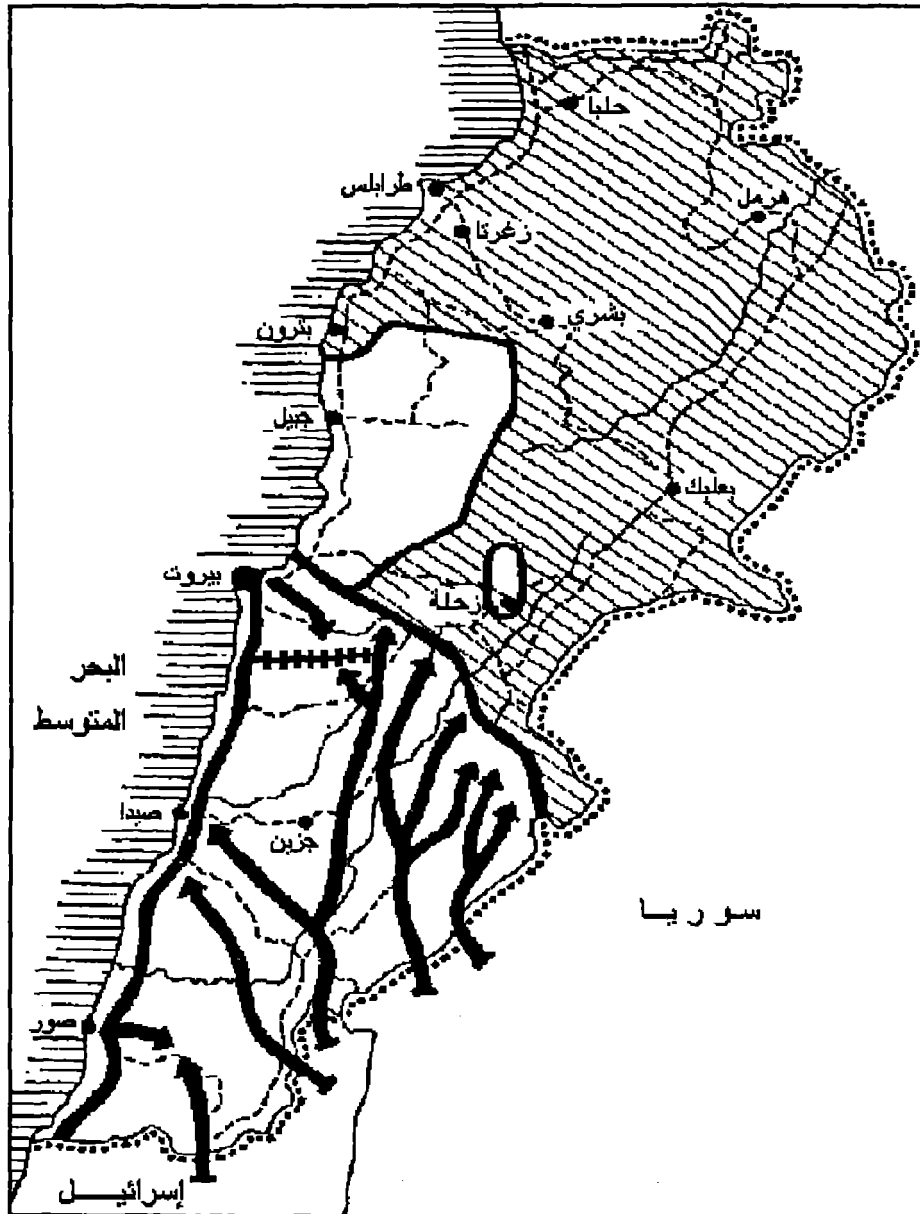 حلبا
طرابلس
هرمل
زغرتا
بشري
بترون
جبيل
بعلبك
بيروت
زحلة
البحر
المتوسط
صيدا
جزين
سوريا
صور
إسرائيل